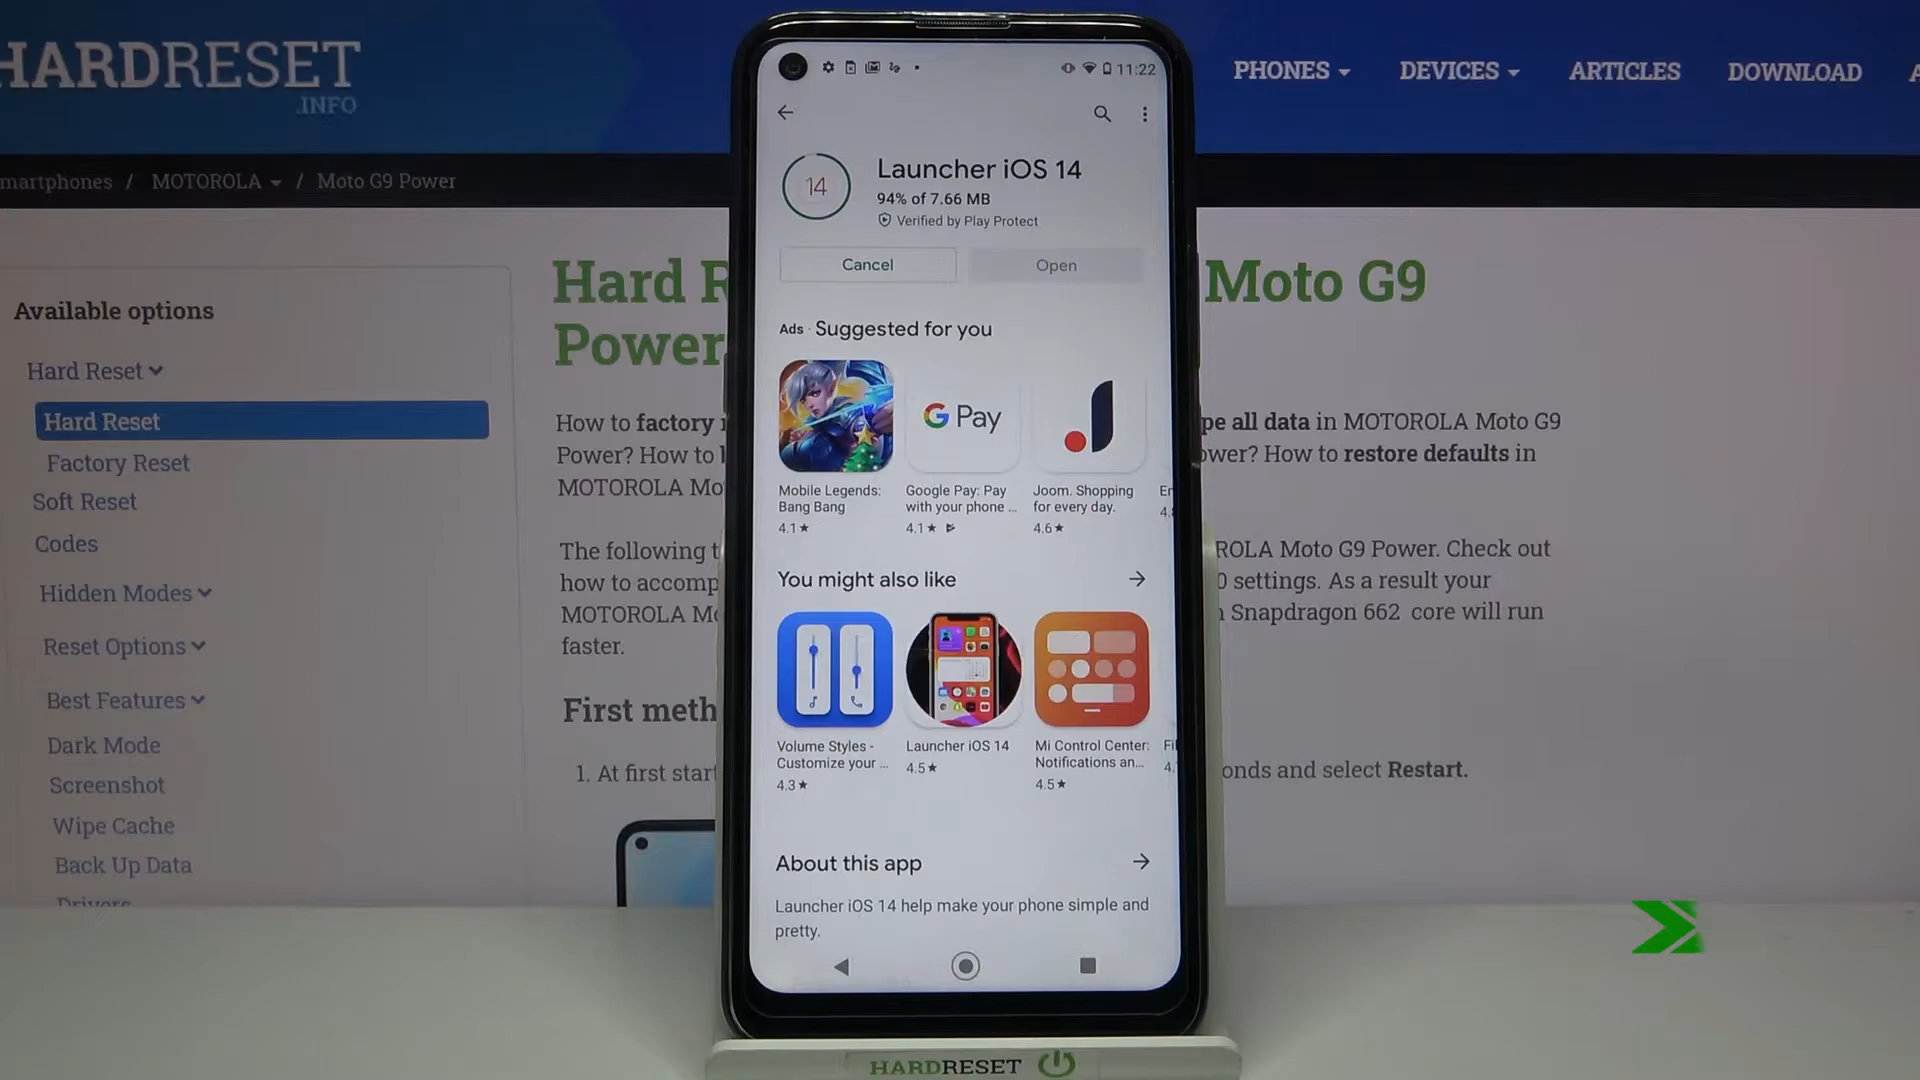 HARDRESET
.INFO
PHONES
DEVICES
ARTICLES
DOWNLOAD
martphones / MOTOROLA / Moto G9 Power
Available options
Hard Reset
Hard Reset
Factory Reset
Soft Reset
Codes
Hidden Modes
Reset Options
Best Features
Dark Mode
Screenshot
Wipe Cache
Back Up Data
Drivers
Hard R
Moto G9
Power
How to factory
pe all data in MOTOROLA Moto G9
Power? How to
ower? How to restore defaults in
MOTOROLA Mo
The following t
ROLA Moto G9 Power. Check out
how to accomp
0 settings. As a result your
MOTOROLA Mo
n Snapdragon 662 core will run
faster.
First meth
1. At first start
onds and select Restart.
11:22
14
Launcher iOS 14
94% of 7.66 MB
Verified by Play Protect
Cancel
Open
Ads · Suggested for you
G Pay
Mobile Legends:
Bang Bang
4.1★
Google Pay: Pay
with your phone ...
4.1★
Joom. Shopping
for every day.
4.6★
You might also like
Volume Styles -
Customize your ...
4.3★
Launcher iOS 14
4.5★
Mi Control Center:
Notifications an...
4.5★
About this app
Launcher iOS 14 help make your phone simple and
pretty.
HARDRESET